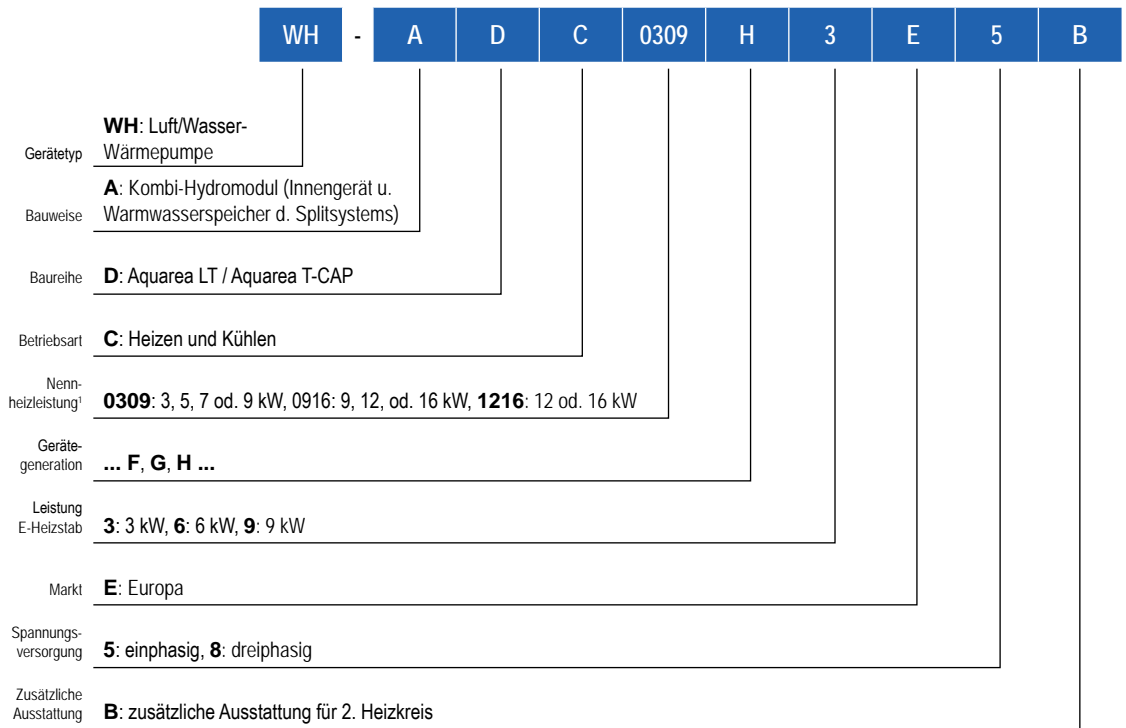 WH - A D C 0309 H 3 E 5 B
WH: Luft/Wasser-
Gerätetyp Wärmepumpe
A: Kombi-Hydromodul (Innengerät u.
Bauweise Warmwasserspeicher d. Splitsystems)
Baureihe D: Aquarea LT / Aquarea T-CAP
Betriebsart C: Heizen und Kühlen
Nenn-
heizleistung¹ 0309: 3, 5, 7 od. 9 kW, 0916: 9, 12, od. 16 kW, 1216: 12 od. 16 kW
Geräte-
generation ... F, G, H ...
Leistung
E-Heizstab 3: 3 kW, 6: 6 kW, 9: 9 kW
Markt E: Europa
Spannungs-
versorgung 5: einphasig, 8: dreiphasig
Zusätzliche
Ausstattung B: zusätzliche Ausstattung für 2. Heizkreis